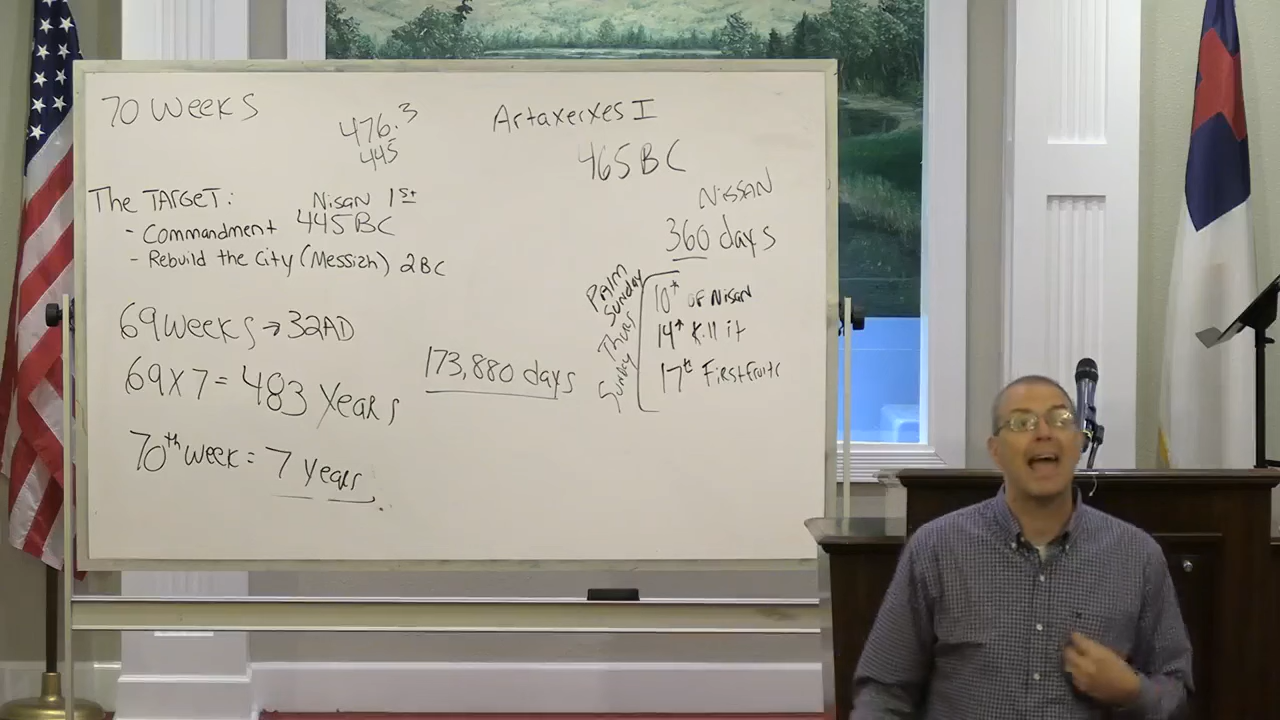 70 Weeks
476.3
445
Artaxerxes I
465 BC
The TARGET:
Nisan 1st
- Commandment 445 BC
- Rebuild the City (Messiah) 2 BC
NISSAN
360 days
69 weeks → 32 AD
69 x 7 = 483 Years
70th week = 7 years.
173,880 days
PALM SUNDAY
Thurs
Sunday
10th OF Nisan
14th Kill it
17th FirstFruits